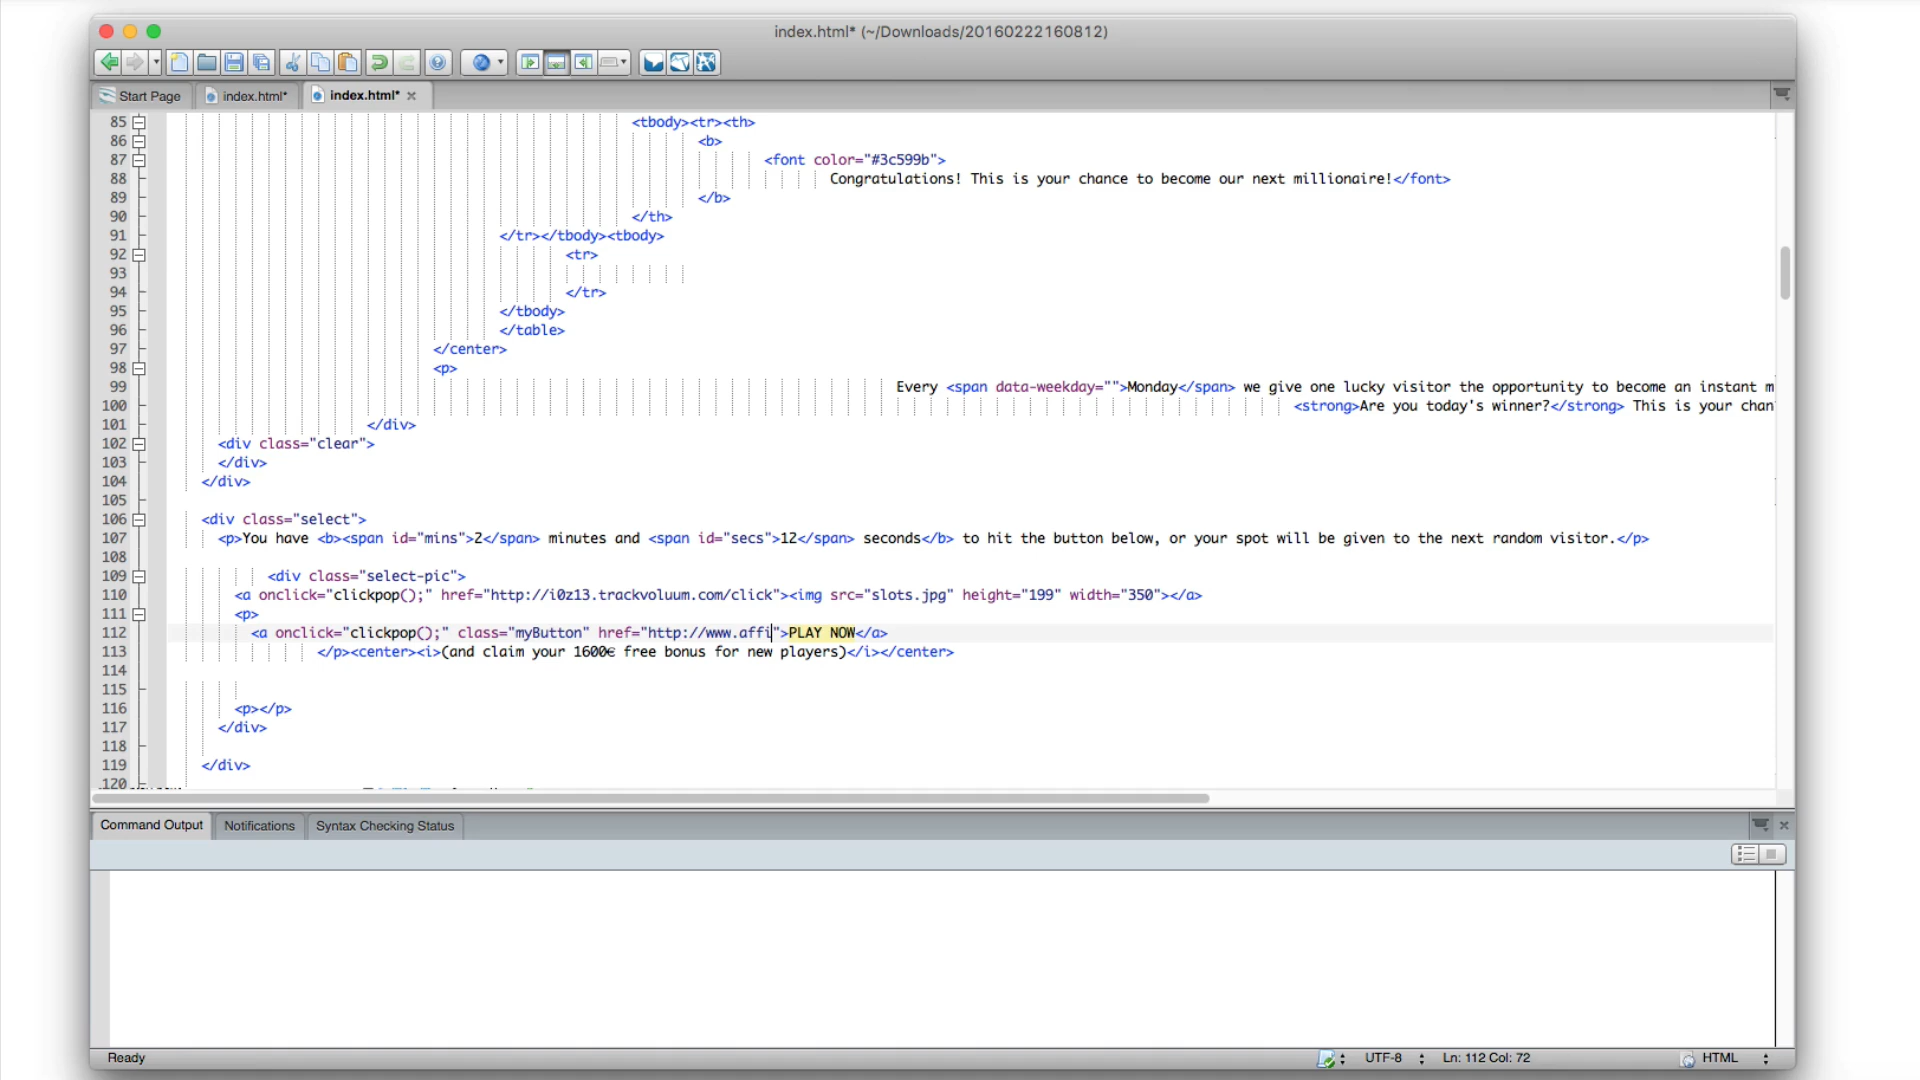 index.html* (~/Downloads/20160222160812)
Start Page index.html* index.html*
85 <tbody><tr><th>
86 <b>
87 <font color="#3c599b">
88 Congratulations! This is your chance to become our next millionaire!</font>
89 </b>
90 </th>
91 </tr></tbody><tbody>
92 <tr>
93
94 </tr>
95 </tbody>
96 </table>
97 </center>
98 <p>
99 Every <span data-weekday="">Monday</span> we give one lucky visitor the opportunity to become an instant m
100 <strong>Are you today's winner?</strong> This is your chan
101 </div>
102 <div class="clear">
103 </div>
104 </div>
105
106 <div class="select">
107 <p>You have <b><span id="mins">2</span> minutes and <span id="secs">12</span> seconds</b> to hit the button below, or your spot will be given to the next random visitor.</p>
108
109 <div class="select-pic">
110 <a onclick="clickpop();" href="http://i0z13.trackvoluum.com/click"><img src="slots.jpg" height="199" width="350"></a>
111 <p>
112 <a onclick="clickpop();" class="myButton" href="http://www.affi">PLAY NOW</a>
113 </p><center><i>(and claim your 1600€ free bonus for new players)</i></center>
114
115
116 <p></p>
117 </div>
118
119 </div>
120
Command Output Notifications Syntax Checking Status
Ready UTF-8 Ln: 112 Col: 72 HTML